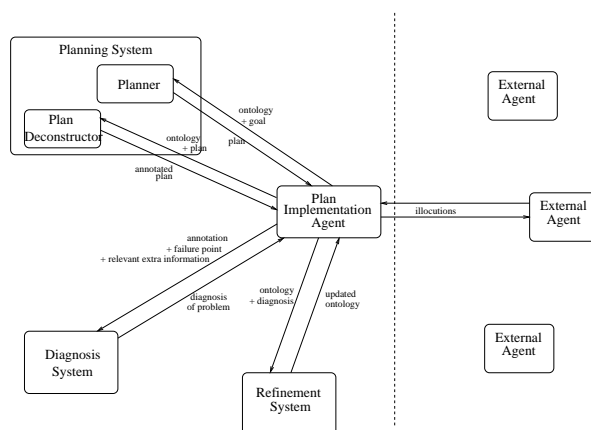 Planning System
Planner
Plan
Deconstructor
ontology
+ goal
plan
ontology
+ plan
annotated
plan
External
Agent
Plan
Implementation
Agent
illocutions
External
Agent
annotation
+ failure point
+ relevant extra information
diagnosis
of problem
ontology
+ diagnosis
updated
ontology
External
Agent
Diagnosis
System
Refinement
System